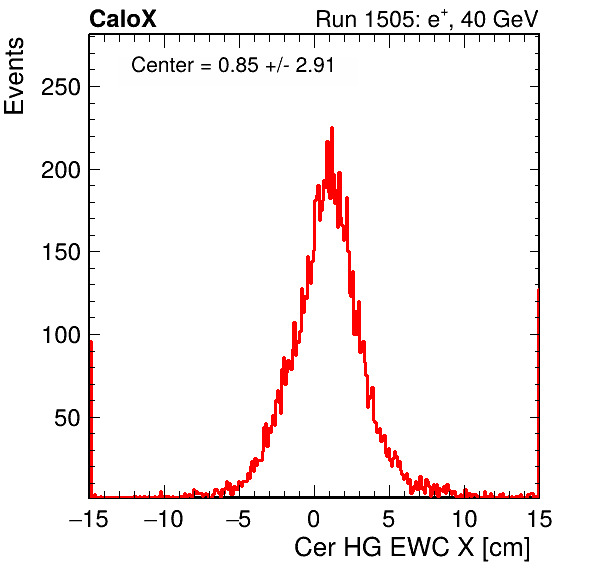 CaloX
Run 1505: e+, 40 GeV
Events
Center = 0.85 +/- 2.91
250
200
150
100
50
−15
−10
−5
0
5
10
15
Cer HG EWC X [cm]